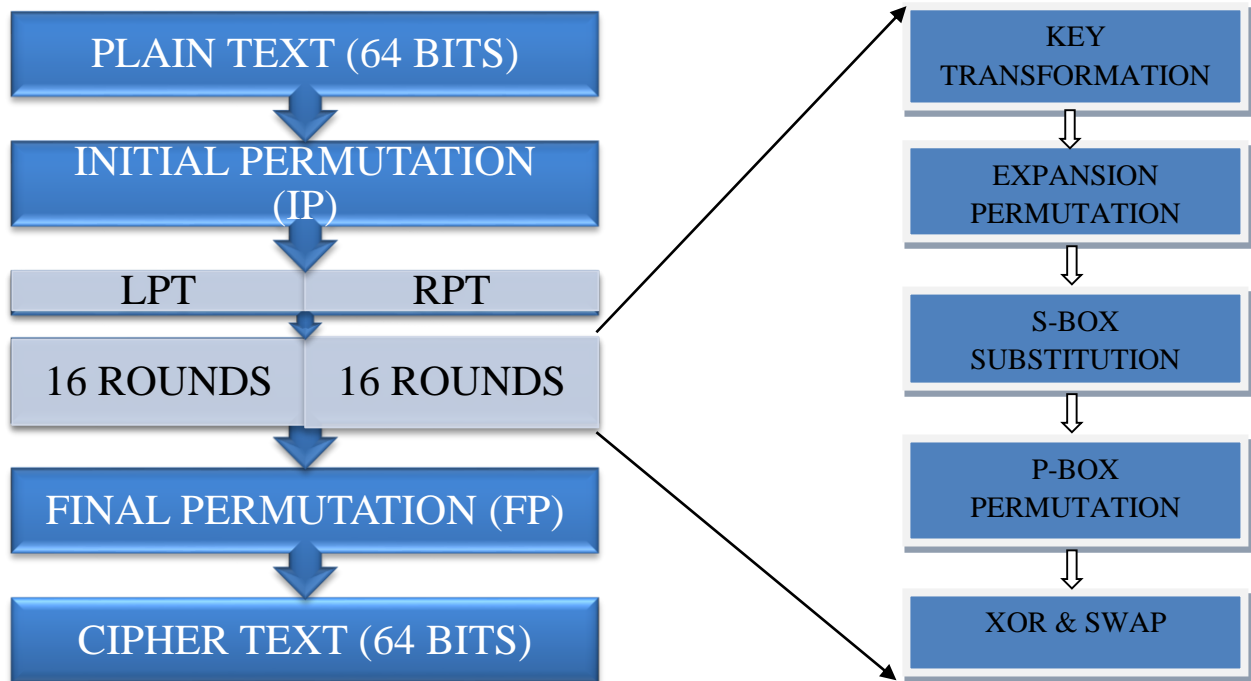 PLAIN TEXT (64 BITS)
INITIAL PERMUTATION
(IP)
LPT
RPT
16 ROUNDS
16 ROUNDS
FINAL PERMUTATION (FP)
CIPHER TEXT (64 BITS)
KEY
TRANSFORMATION
EXPANSION
PERMUTATION
S-BOX
SUBSTITUTION
P-BOX
PERMUTATION
XOR & SWAP